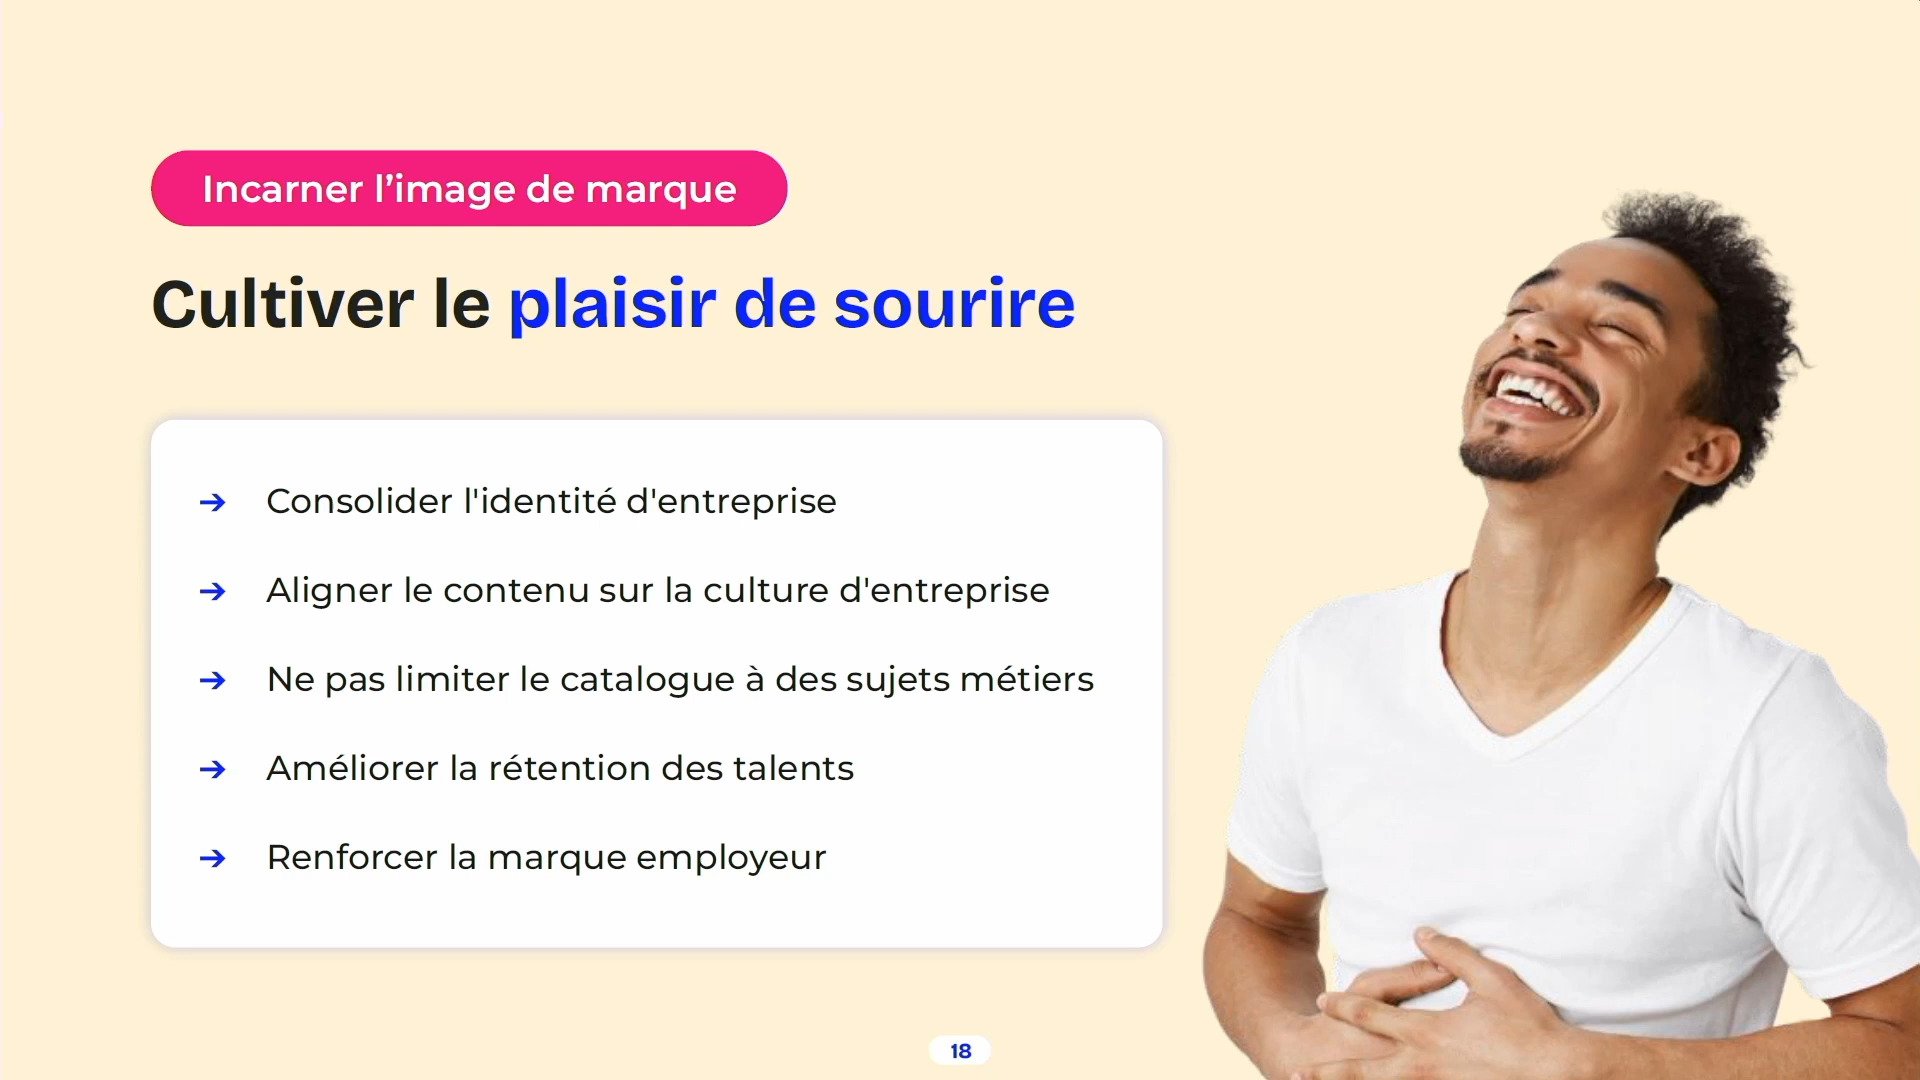 Incarner l’image de marque
Cultiver le plaisir de sourire
➔ Consolider l'identité d'entreprise
➔ Aligner le contenu sur la culture d'entreprise
➔ Ne pas limiter le catalogue à des sujets métiers
➔ Améliorer la rétention des talents
➔ Renforcer la marque employeur
18